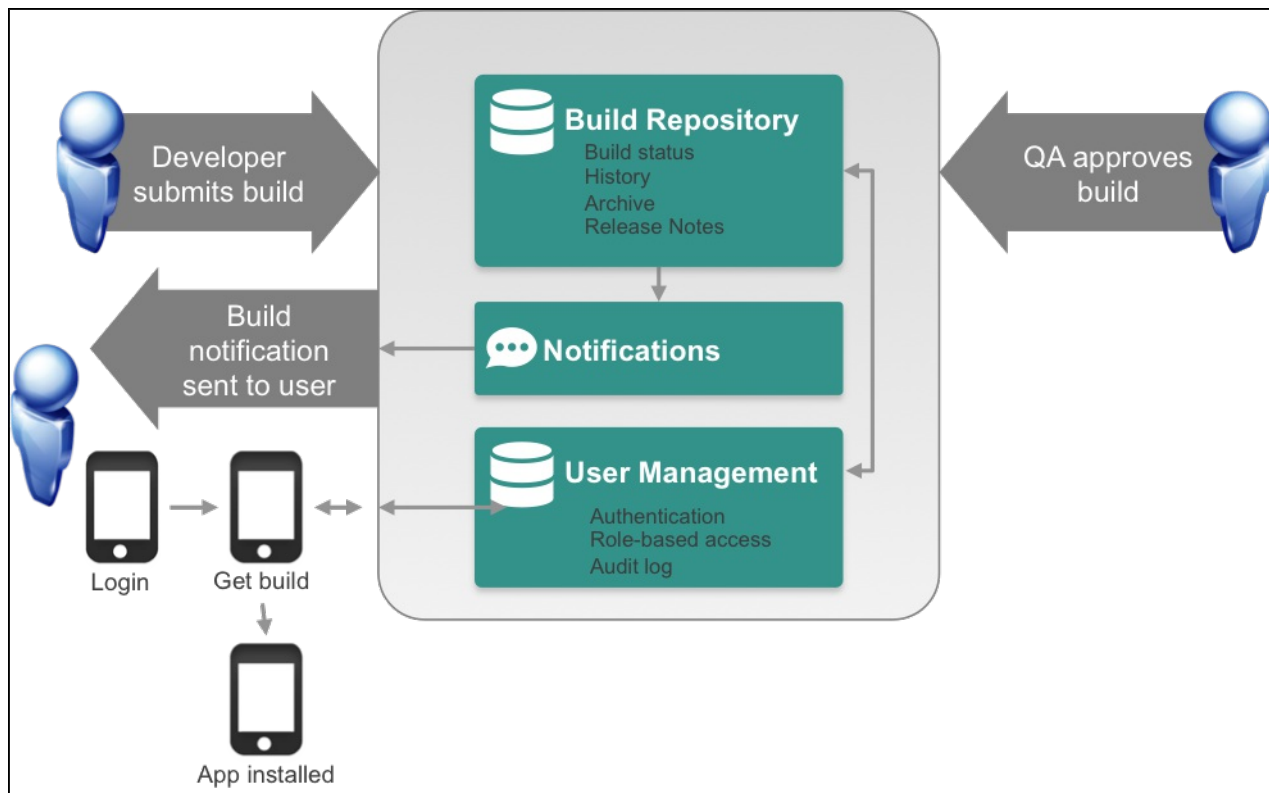 Developer
submits build
Build Repository
Build status
History
Archive
Release Notes
QA approves
build
Build
notification
sent to user
Notifications
User Management
Authentication
Role-based access
Audit log
Login
Get build
App installed